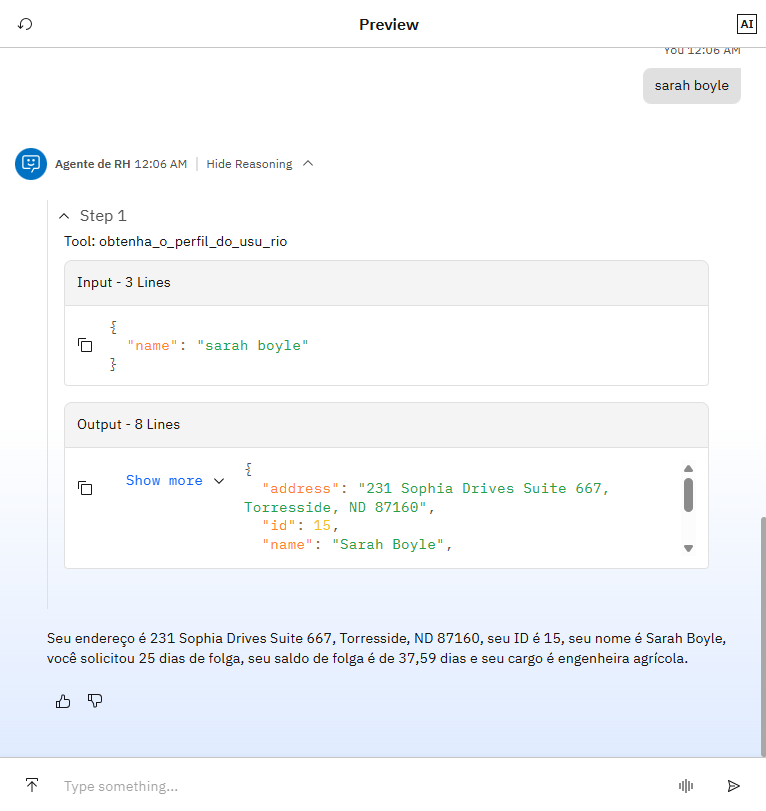 Preview
AI
You 12:06 AM
sarah boyle
Agente de RH 12:06 AM | Hide Reasoning
Step 1
Tool: obtenha_o_perfil_do_usu_rio
Input - 3 Lines
{
"name": "sarah boyle"
}
Output - 8 Lines
Show more
{
"address": "231 Sophia Drives Suite 667,
Torresside, ND 87160",
"id": 15,
"name": "Sarah Boyle",
Seu endereço é 231 Sophia Drives Suite 667, Torresside, ND 87160, seu ID é 15, seu nome é Sarah Boyle,
você solicitou 25 dias de folga, seu saldo de folga é de 37,59 dias e seu cargo é engenheira agrícola.
Type something...